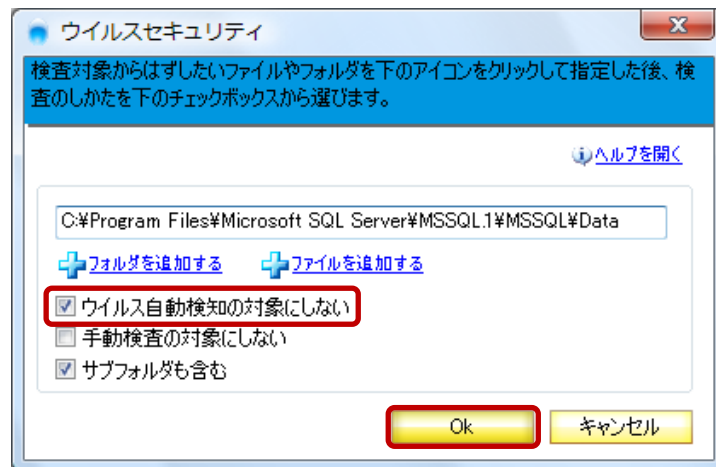 ウイルスセキュリティ
検査対象からはずしたいファイルやフォルダを下のアイコンをクリックして指定した後、検
査のしかたを下のチェックボックスから選びます。
ヘルプを開く
C:¥Program Files¥Microsoft SQL Server¥MSSQL.1¥MSSQL¥Data
フォルダを追加する ファイルを追加する
ウイルス自動検知の対象にしない
手動検査の対象にしない
サブフォルダも含む
Ok キャンセル